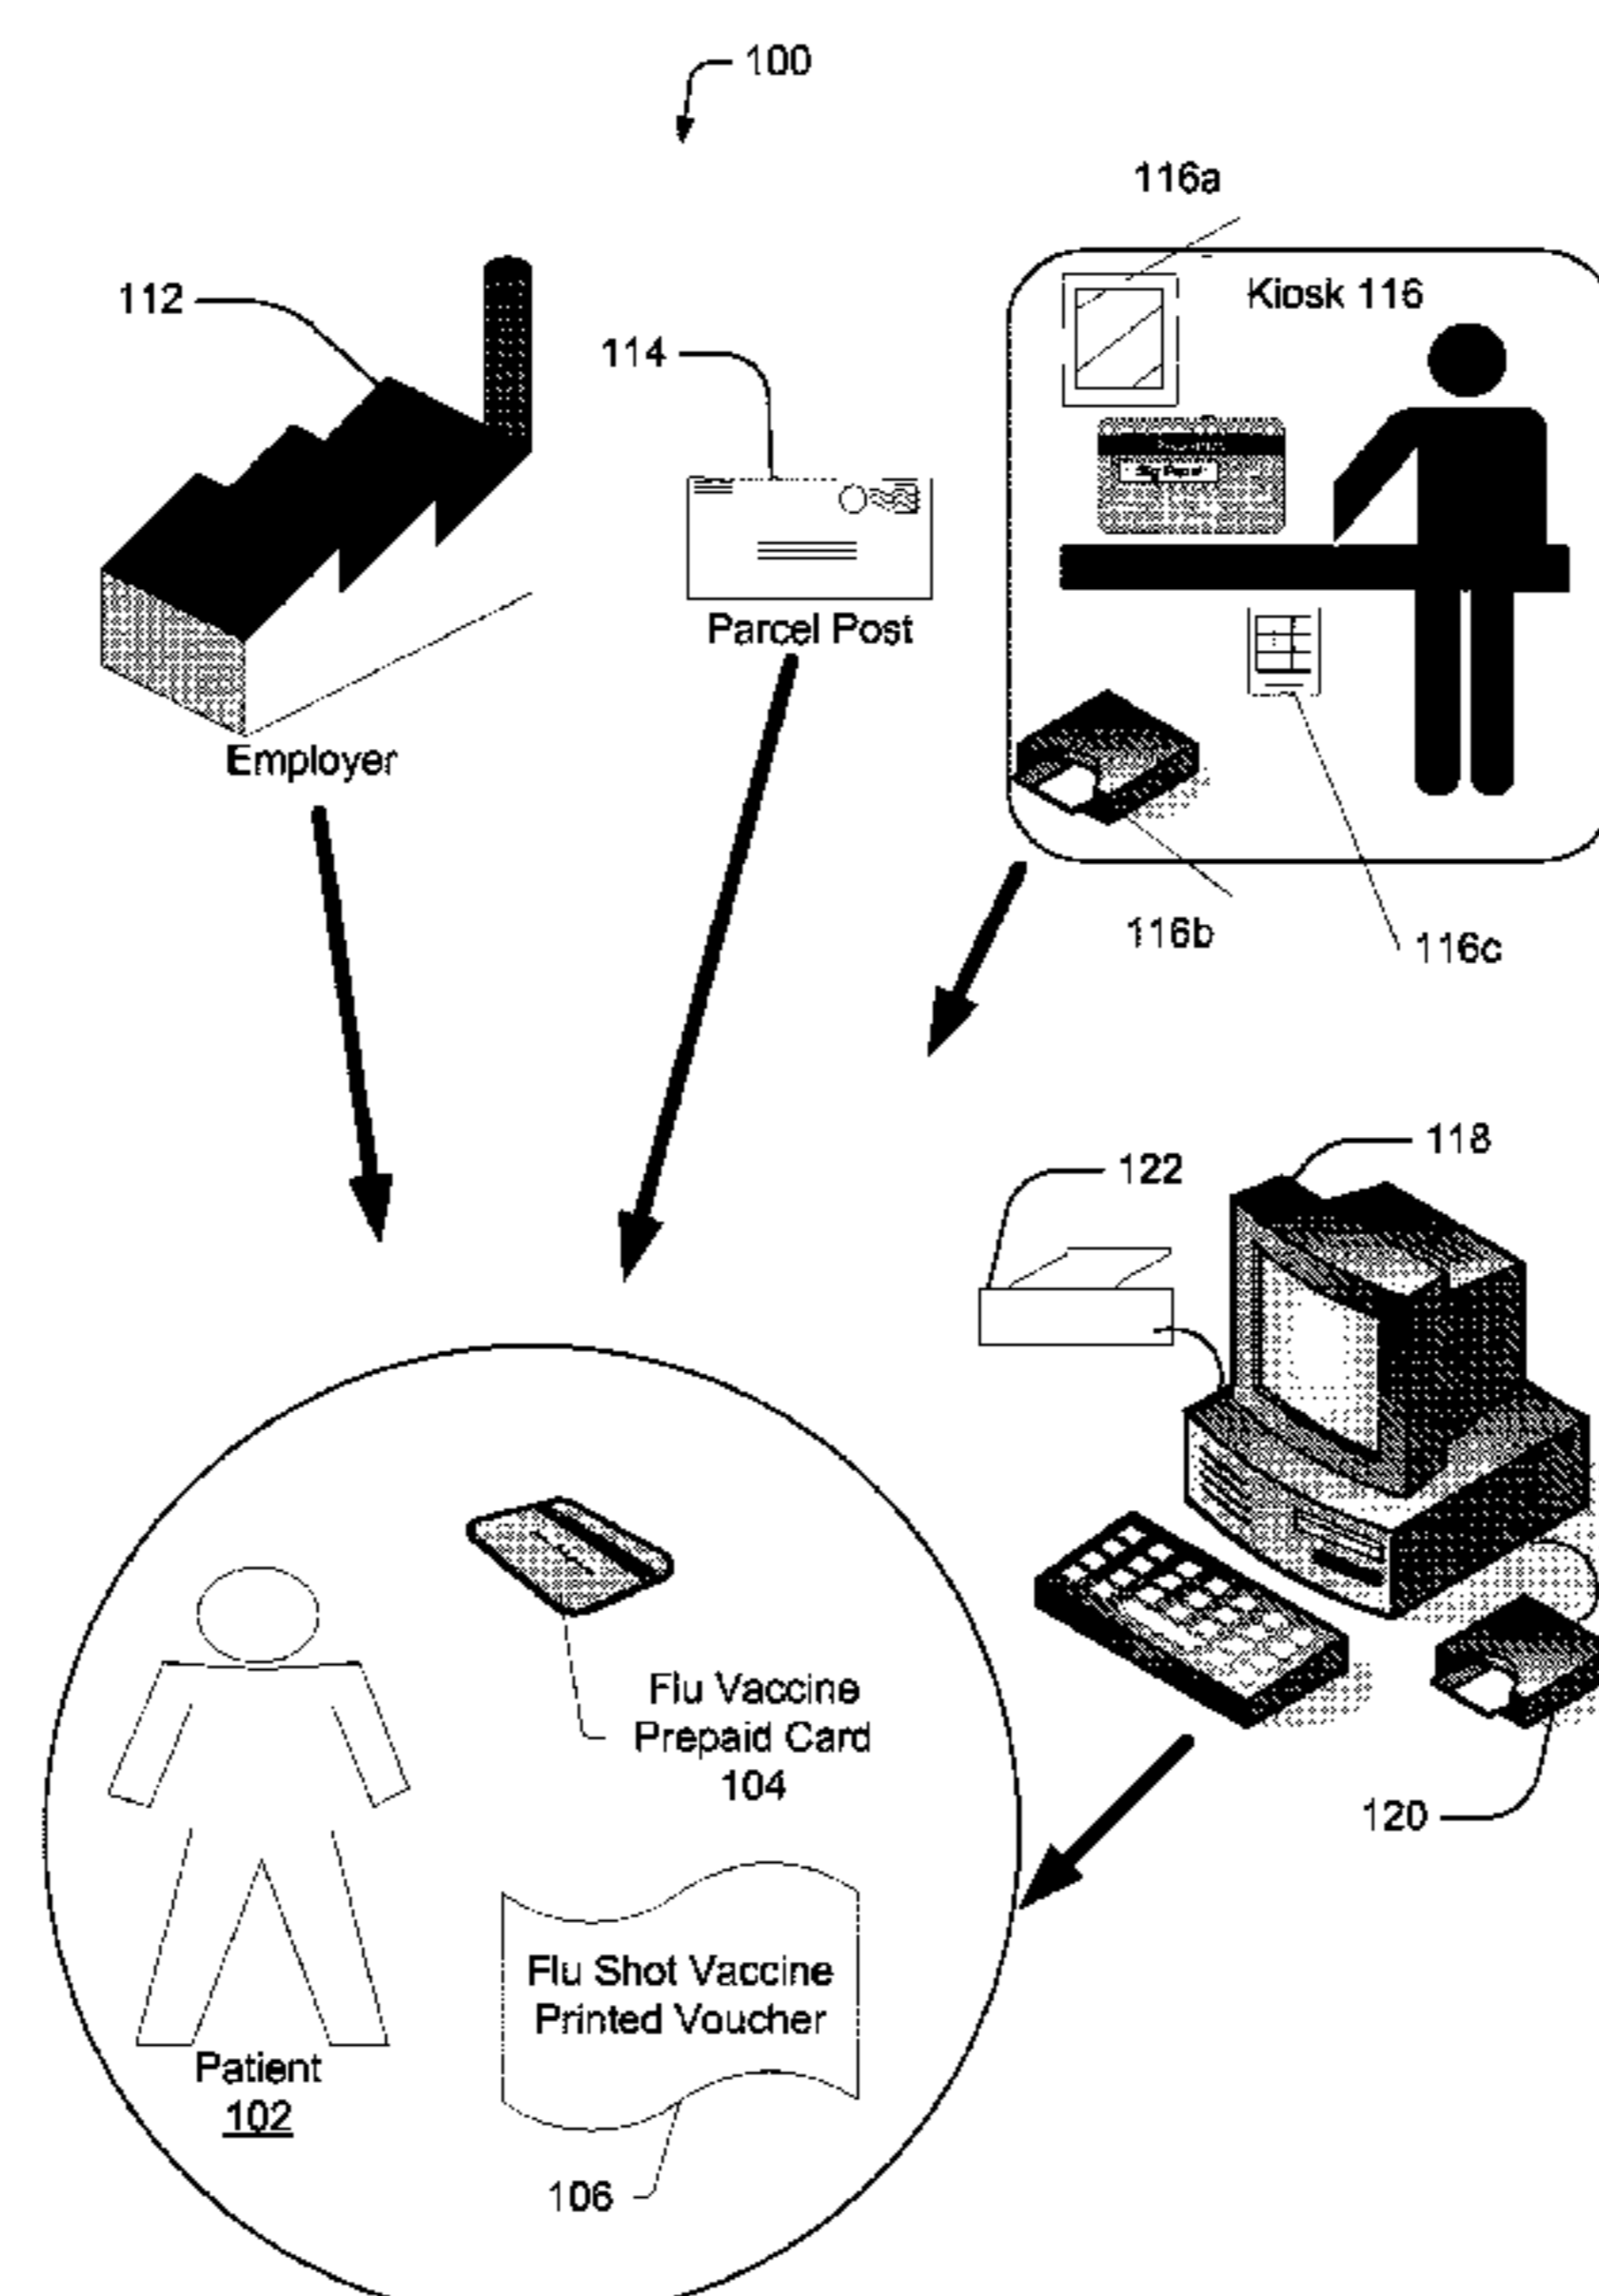 100
116a
Kiosk 116
112
114
Parcel Post
Employer
116b
116c
118
122
120
Flu Vaccine
Prepaid Card
104
Flu Shot Vaccine
Printed Voucher
Patient
102
106